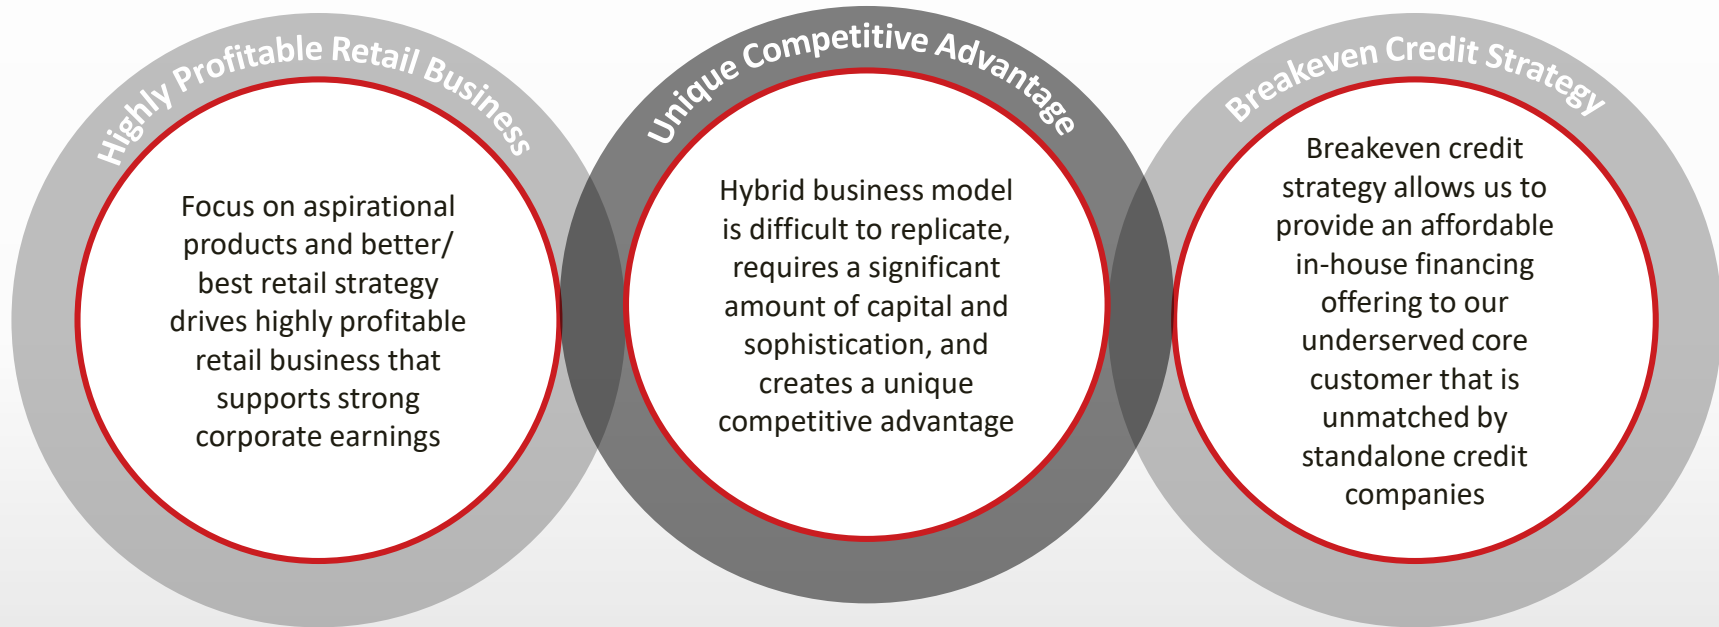 Highly Profitable Retail Business
Focus on aspirational
products and better/
best retail strategy
drives highly profitable
retail business that
supports strong
corporate earnings
Unique Competitive Advantage
Hybrid business model
is difficult to replicate,
requires a significant
amount of capital and
sophistication, and
creates a unique
competitive advantage
Breakeven Credit Strategy
Breakeven credit
strategy allows us to
provide an affordable
in-house financing
offering to our
underserved core
customer that is
unmatched by
standalone credit
companies